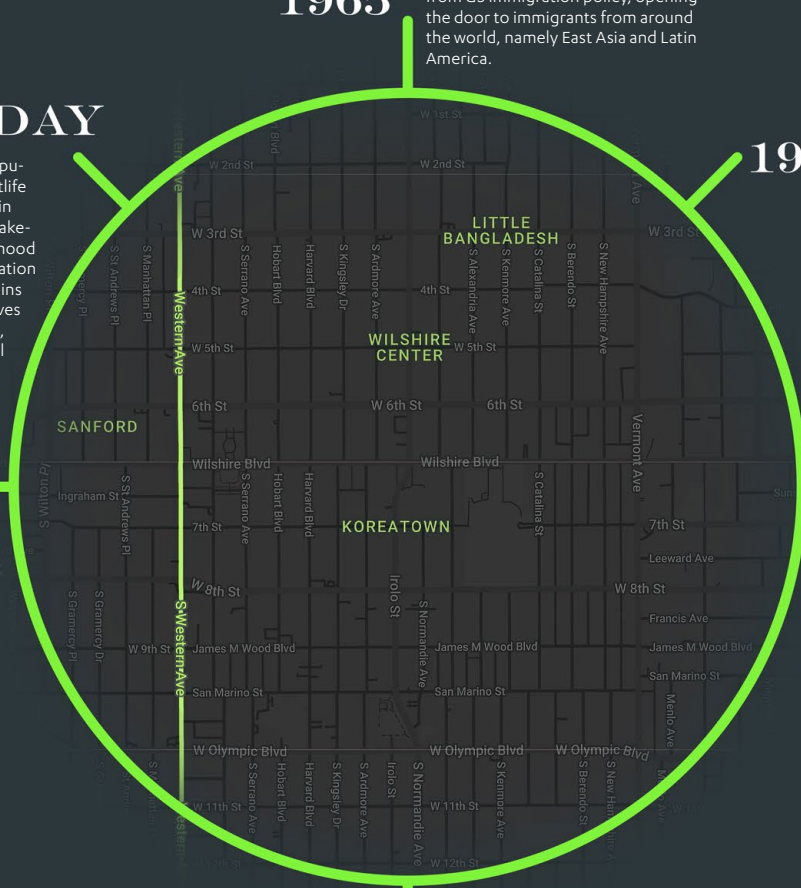 1965
the door to immigrants from around
the world, namely East Asia and Latin
America.
DAY
W 1st St
W 2nd St
W 2nd St
W 3rd St
LITTLE
BANGLADESH
W 3rd St
S St Andrews Pl
S Manhattan Pl
Western Ave
S Serrano Ave
Hobart Blvd
Harvard Blvd
S Kingsley Dr
S Ardmore Ave
4th St
4th St
S Alexandria Ave
S Kenmore Ave
S Catalina St
S Berendo St
S New Hampshire Ave
W 5th St
WILSHIRE
CENTER
W 5th St
6th St
W 6th St
6th St
SANFORD
Vermont Ave
Wilshire Blvd
Wilshire Blvd
S Wilton Pl
Ingraham St
S St Andrews Pl
S Serrano Ave
Hobart Blvd
Harvard Blvd
S Catalina St
7th St
KOREATOWN
7th St
Leeward Ave
W 8th St
Irolo St
W 8th St
S Gramercy Pl
S Gramercy Dr
S Western Ave
S Normandie Ave
Francis Ave
W 9th St
James M Wood Blvd
James M Wood Blvd
James M Wood Blvd
San Marino St
San Marino St
San Marino St
Menlo Ave
W Olympic Blvd
W Olympic Blvd
W Olympic Blvd
S Serrano Ave
Hobart Blvd
Harvard Blvd
S Kingsley Dr
S Ardmore Ave
Irolo St
S Normandie Ave
S Kenmore Ave
S Berendo St
W 11th St
W 11th St
W 12th St